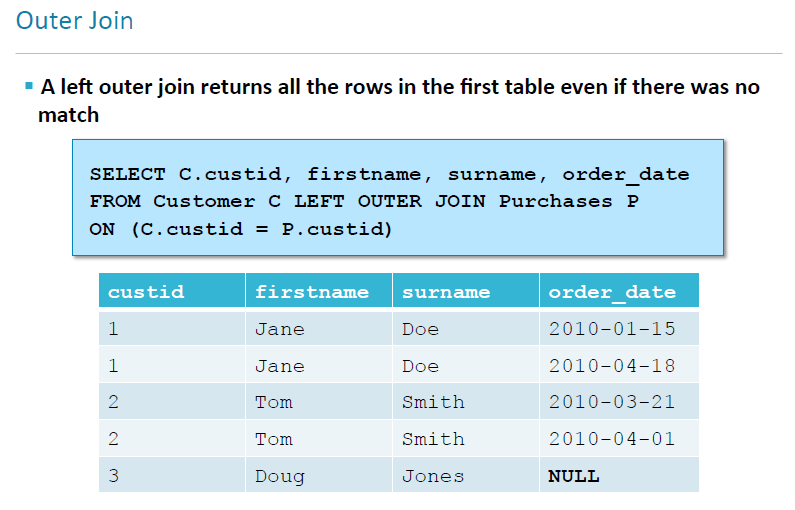 Outer Join
▪ A left outer join returns all the rows in the first table even if there was no
match
SELECT C.custid, firstname, surname, order_date
FROM Customer C LEFT OUTER JOIN Purchases P
ON (C.custid = P.custid)
custid firstname surname order_date
1 Jane Doe 2010-01-15
1 Jane Doe 2010-04-18
2 Tom Smith 2010-03-21
2 Tom Smith 2010-04-01
3 Doug Jones NULL